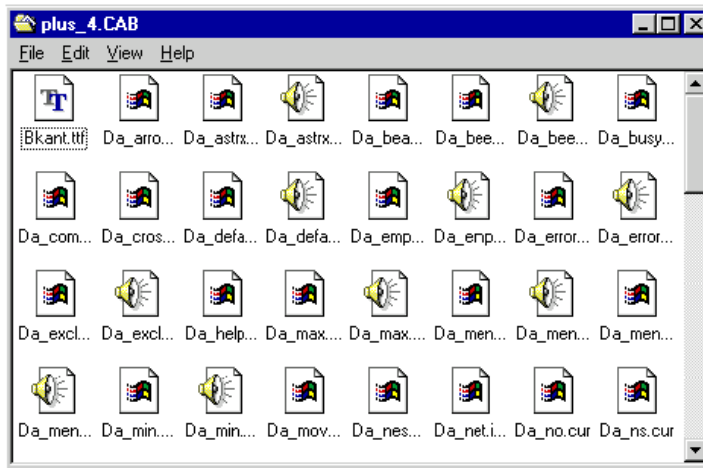 plus_4.CAB
File Edit View Help
Bkant.ttf Da_arro... Da_astrx... Da_astrx... Da_bea... Da_bee... Da_bee... Da_busy...
Da_com... Da_cros... Da_defa... Da_defa... Da_emp... Da_emp... Da_error... Da_error...
Da_excl... Da_excl... Da_help... Da_max.... Da_max.... Da_men... Da_men... Da_men...
Da_men... Da_min.... Da_min.... Da_mov... Da_nes... Da_net.i... Da_no.cur Da_ns.cur